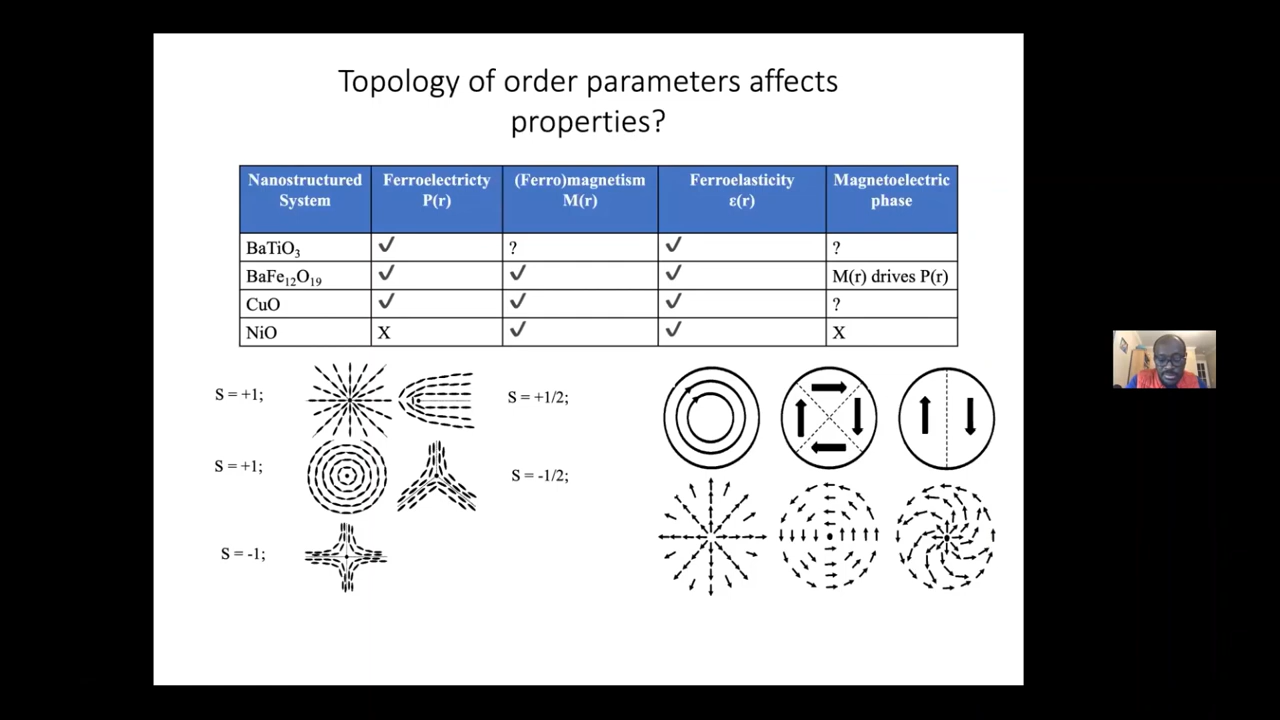 Topology of order parameters affects
properties?
Nanostructured System Ferroelectricty P(r) (Ferro)magnetism M(r) Ferroelasticity ε(r) Magnetoelectric phase
BaTiO₃ ✓ ? ✓ ?
BaFe₁₂O₁₉ ✓ ✓ ✓ M(r) drives P(r)
CuO ✓ ✓ ✓ ?
NiO X ✓ ✓ X
S = +1;
S = +1/2;
S = +1;
S = -1/2;
S = -1;